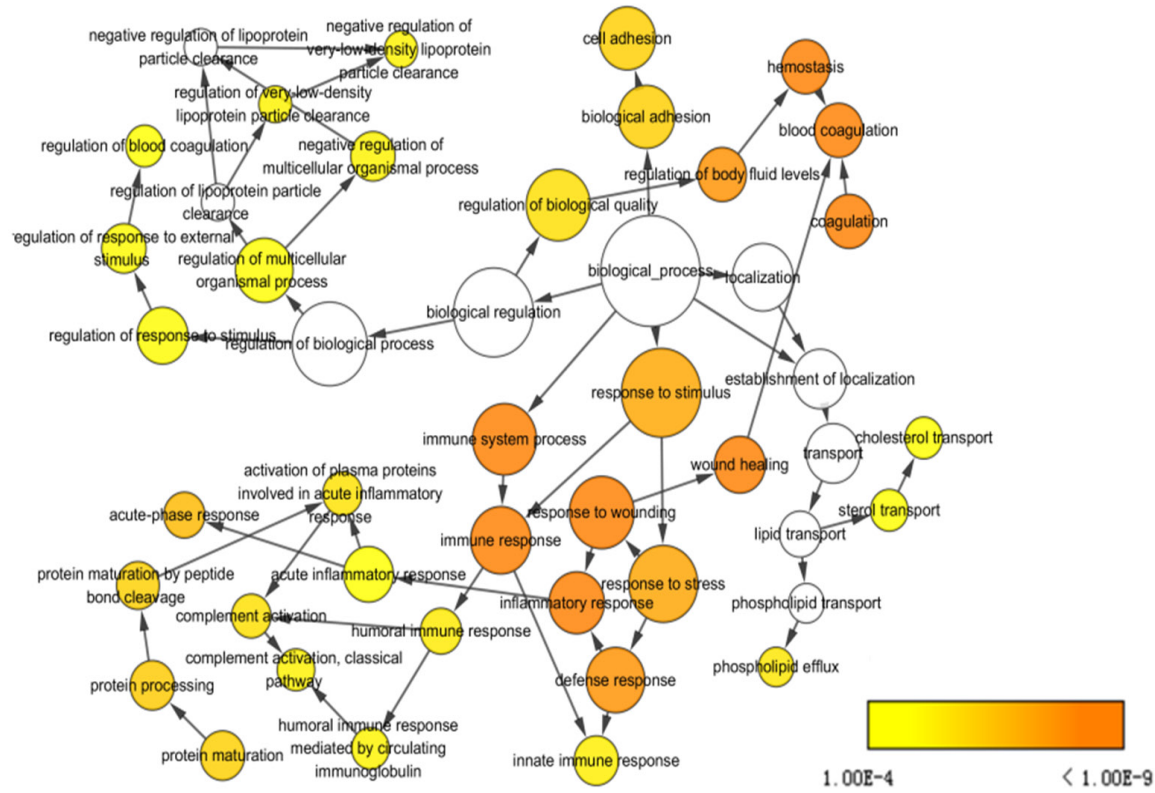 negative regulation of lipoprotein
particle clearance
negative regulation of
very-low-density lipoprotein
particle clearance
regulation of very-low-density
lipoprotein particle clearance
regulation of blood coagulation
negative regulation of
multicellular organismal process
regulation of lipoprotein particle
clearance
egulation of response to external
stimulus
regulation of multicellular
organismal process
regulation of response to stimulus
regulation of biological process
biological regulation
regulation of biological quality
cell adhesion
biological adhesion
hemostasis
blood coagulation
regulation of body fluid levels
coagulation
biological_process
localization
response to stimulus
establishment of localization
immune system process
wound healing
transport
cholesterol transport
sterol transport
lipid transport
phospholipid transport
phospholipid efflux
activation of plasma proteins
involved in acute inflammatory
response
acute-phase response
response to wounding
immune response
protein maturation by peptide
bond cleavage
acute inflammatory response
inflammatory response
response to stress
complement activation
humoral immune response
complement activation, classical
pathway
defense response
protein processing
humoral immune response
mediated by circulating
immunoglobulin
protein maturation
innate immune response
1.00E-4
< 1.00E-9